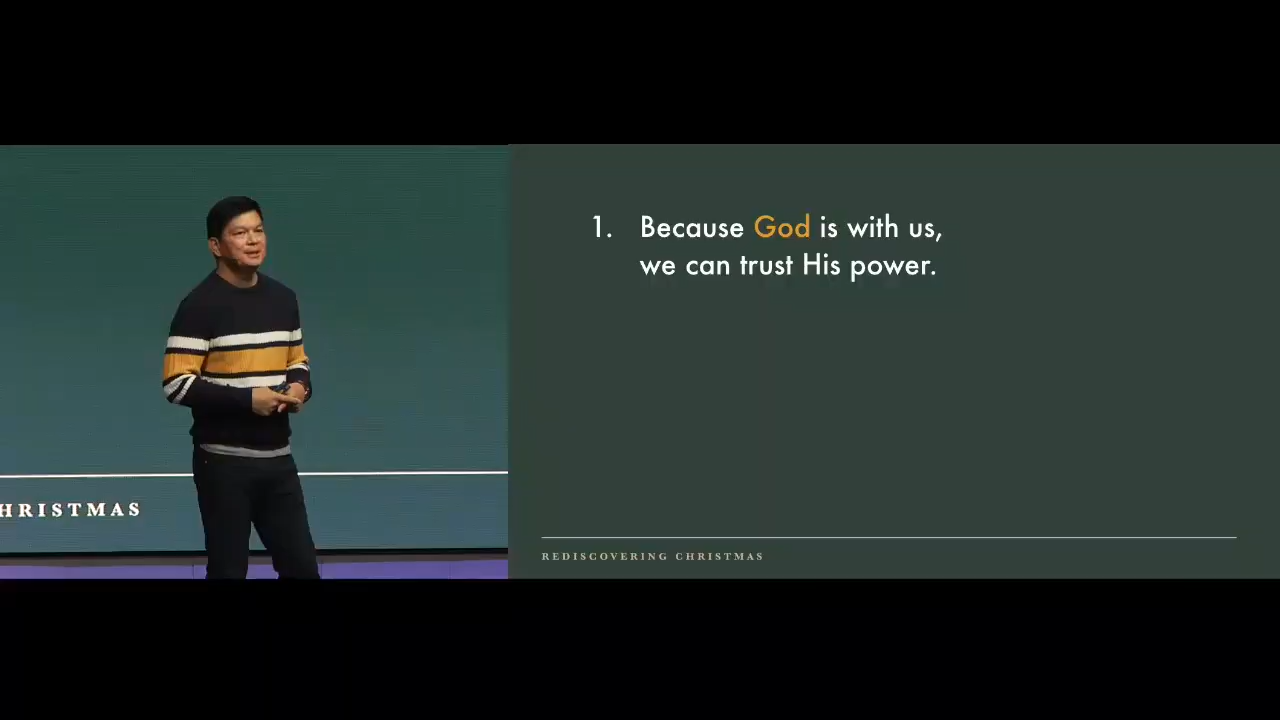 1. Because God is with us,
we can trust His power.
HRISTMAS
REDISCOVERING CHRISTMAS